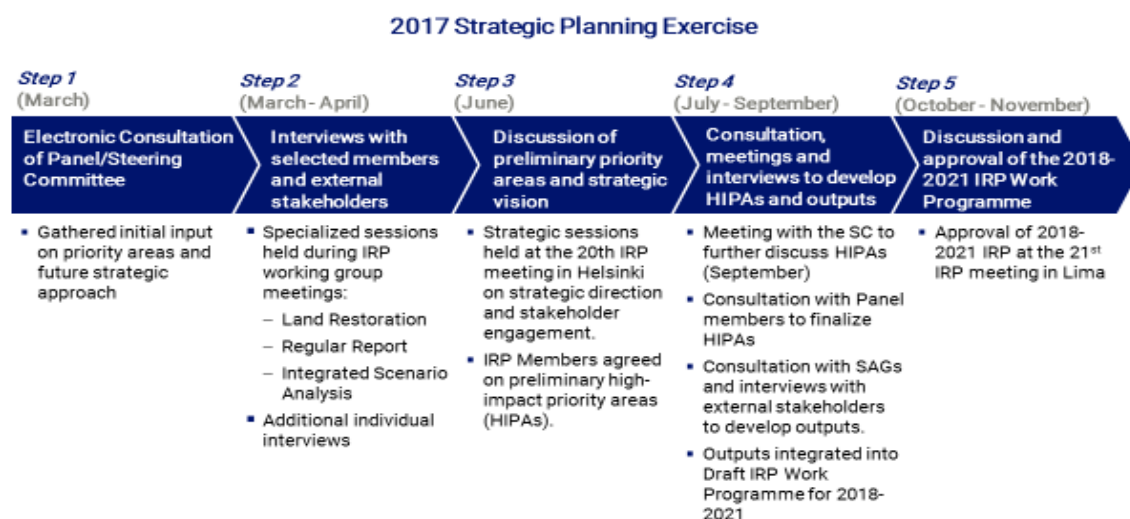 2017 Strategic Planning Exercise
Step 1
(March)
Electronic Consultation
of Panel/Steering
Committee
▪ Gathered initial input
on priority areas and
future strategic
approach
Step 2
(March - April)
Interviews with
selected members
and external
stakeholders
▪ Specialized sessions
held during IRP
working group
meetings:
– Land Restoration
– Regular Report
– Integrated Scenario
Analysis
▪ Additional individual
interviews
Step 3
(June)
Discussion of
preliminary priority
areas and strategic
vision
▪ Strategic sessions
held at the 20th IRP
meeting in Helsinki
on strategic direction
and stakeholder
engagement.
▪ IRP Members agreed
on preliminary high-
impact priority areas
(HIPAs).
Step 4
(July - September)
Consultation,
meetings and
interviews to develop
HIPAs and outputs
▪ Meeting with the SC to
further discuss HIPAs
(September)
▪ Consultation with Panel
members to finalize
HIPAs
▪ Consultation with SAGs
and interviews with
external stakeholders
to develop outputs.
▪ Outputs integrated into
Draft IRP Work
Programme for 2018-
2021
Step 5
(October - November)
Discussion and
approval of the 2018-
2021 IRP Work
Programme
▪ Approval of 2018-
2021 IRP at the 21st
IRP meeting in Lima